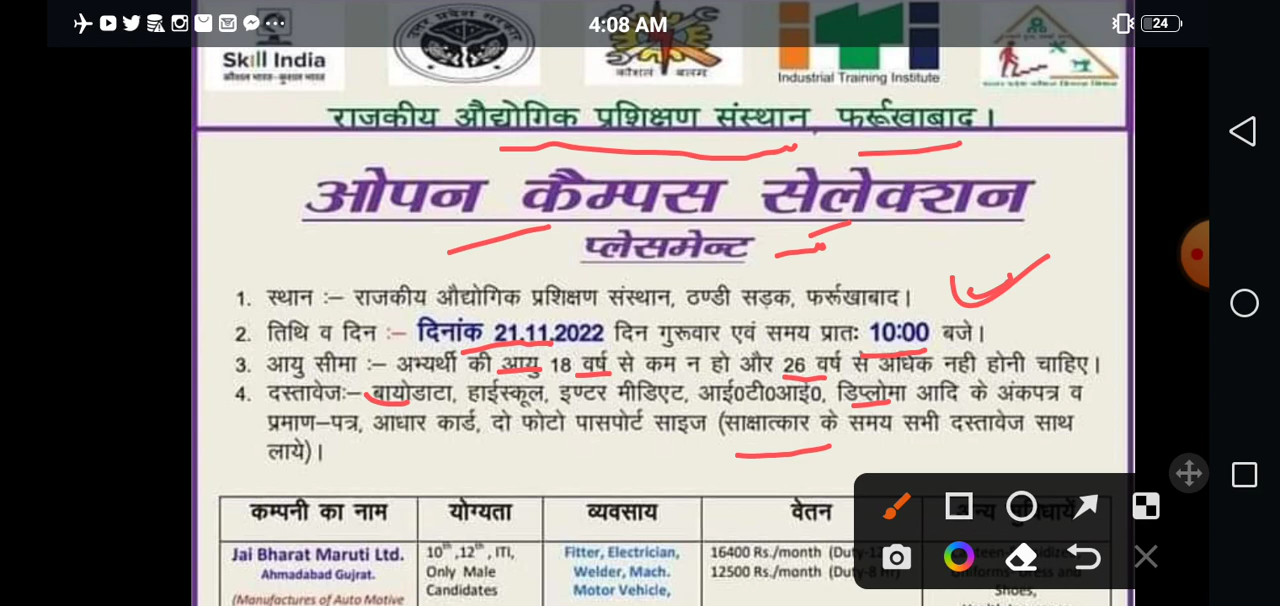 4:08 AM
24
Skill India
कौशल भारत-कुशल भारत
Industrial Training Institute
राजकीय औद्योगिक प्रशिक्षण संस्थान, फर्रूखाबाद।
ओपन कैम्पस सेलेक्शन
प्लेसमेन्ट
1. स्थान :– राजकीय औद्योगिक प्रशिक्षण संस्थान, ठण्डी सड़क, फर्रूखाबाद।
2. तिथि व दिन :– दिनांक 21.11.2022 दिन गुरूवार एवं समय प्रातः 10:00 बजे।
3. आयु सीमा :– अभ्यर्थी की आयु 18 वर्ष से कम न हो और 26 वर्ष से अधिक नही होनी चाहिए।
4. दस्तावेजः– बायोडाटा, हाईस्कूल, इण्टर मीडिएट, आई0टी0आई0, डिप्लोमा आदि के अंकपत्र व
प्रमाण–पत्र, आधार कार्ड, दो फोटो पासपोर्ट साइज (साक्षात्कार के समय सभी दस्तावेज साथ
लाये)।
कम्पनी का नाम योग्यता व्यवसाय वेतन
Jai Bharat Maruti Ltd. 10th ,12th , ITI, Fitter, Electrician, 16400 Rs./month (Duty-12
Ahmadabad Gujrat. Only Male Welder, Mach. 12500 Rs./month (Duty-8 Hr)
(Manufactures of Auto Motive Candidates Motor Vehicle, Shoes,